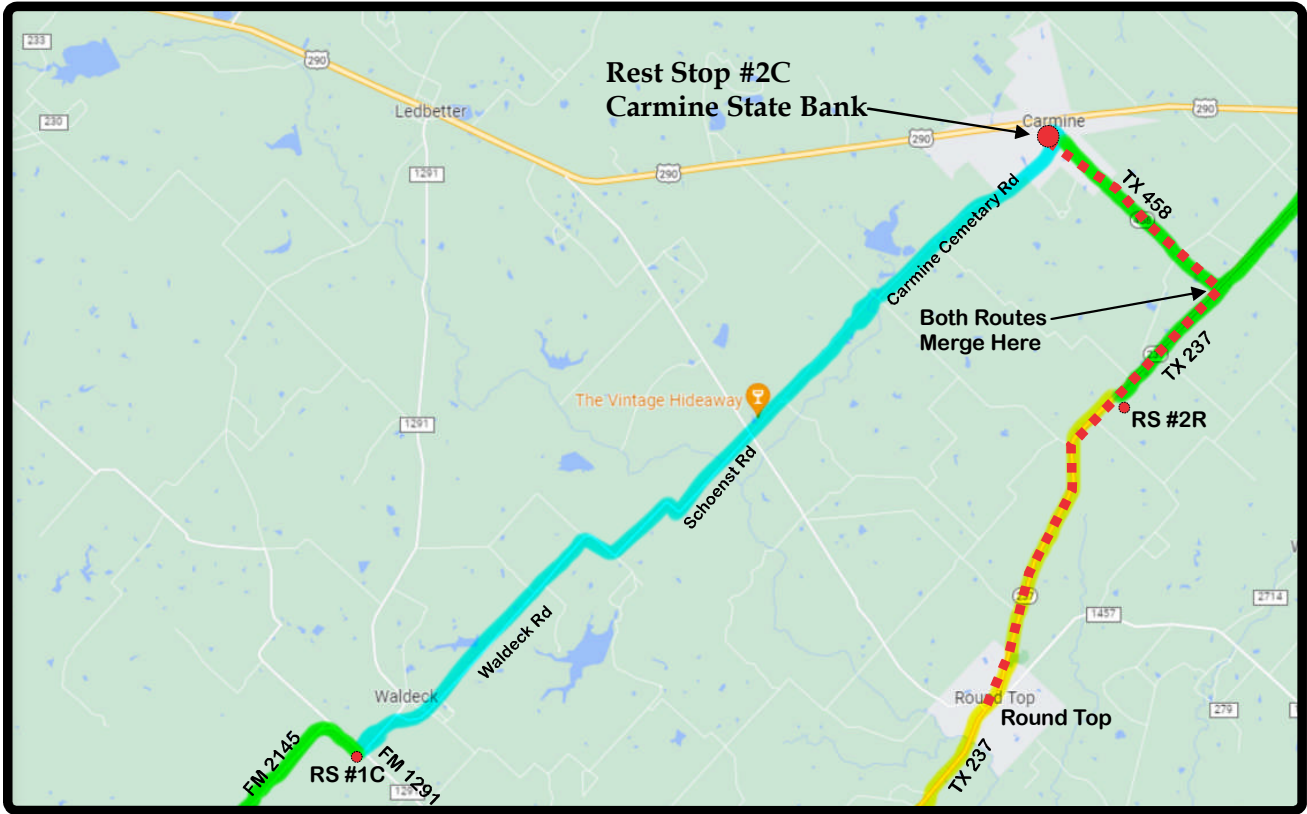 233
290
Rest Stop #2C
Carmine State Bank
Ledbetter
290
Carmine
230
290
1291
290
TX 458
Carmine Cemetary Rd
Both Routes
Merge Here
TX 237
The Vintage Hideaway
RS #2R
1291
Schoenst Rd
237
2714
1457
Waldeck Rd
Waldeck
Round Top
Round Top
279
FM 2145
RS #1C
FM 1291
TX 237